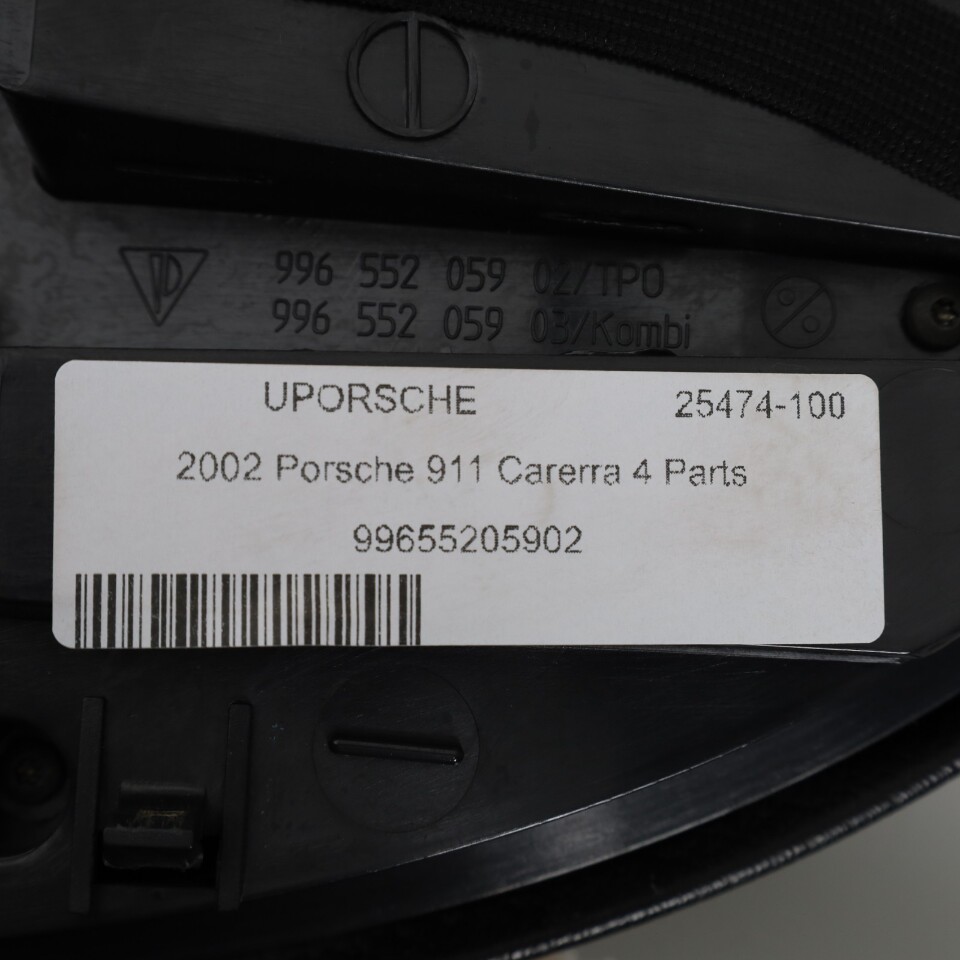 996 552 059 02/TPO
996 552 059 03/Kombi
UPORSCHE 25474-100
2002 Porsche 911 Carerra 4 Parts
99655205902